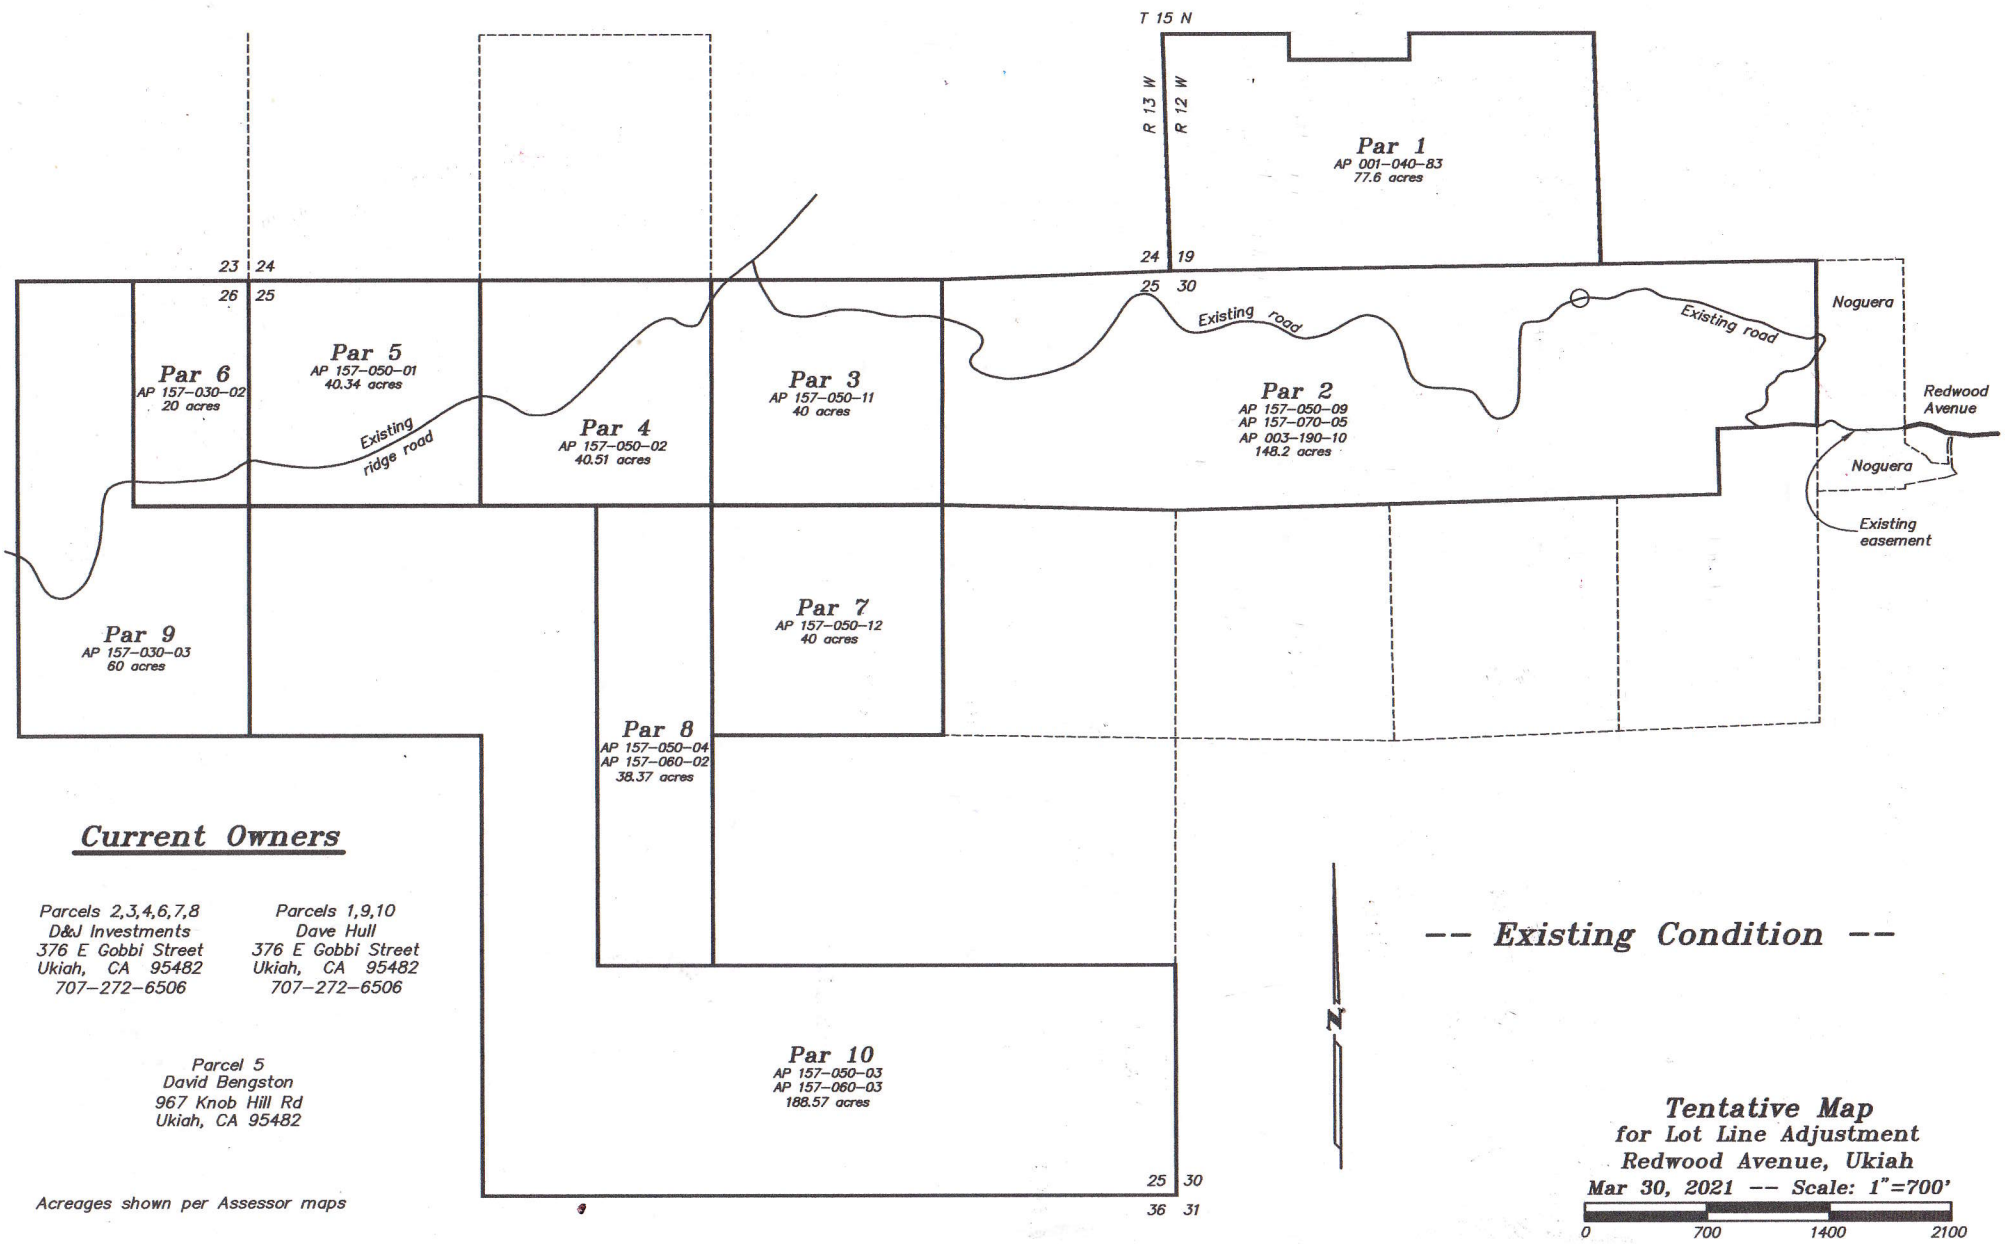 T 15 N
R 13 W
R 12 W
Par 1
AP 001-040-83
77.6 acres
23 24
26 25
24 19
25 30
Par 6
AP 157-030-02
20 acres
Par 5
AP 157-050-01
40.34 acres
Existing
ridge road
Par 4
AP 157-050-02
40.51 acres
Par 3
AP 157-050-11
40 acres
Existing road
Par 2
AP 157-050-09
AP 157-070-05
AP 003-190-10
148.2 acres
Existing road
Noguera
Redwood
Avenue
Noguera
Existing
easement
Par 9
AP 157-030-03
60 acres
Par 7
AP 157-050-12
40 acres
Par 8
AP 157-050-04
AP 157-060-02
38.37 acres
Current Owners
Parcels 2,3,4,6,7,8
D&J Investments
376 E Gobbi Street
Ukiah, CA 95482
707-272-6506
Parcels 1,9,10
Dave Hull
376 E Gobbi Street
Ukiah, CA 95482
707-272-6506
Parcel 5
David Bengston
967 Knob Hill Rd
Ukiah, CA 95482
Acreages shown per Assessor maps
Par 10
AP 157-050-03
AP 157-060-03
188.57 acres
25 30
36 31
N
-- Existing Condition --
Tentative Map
for Lot Line Adjustment
Redwood Avenue, Ukiah
Mar 30, 2021 -- Scale: 1"=700'
0 700 1400 2100